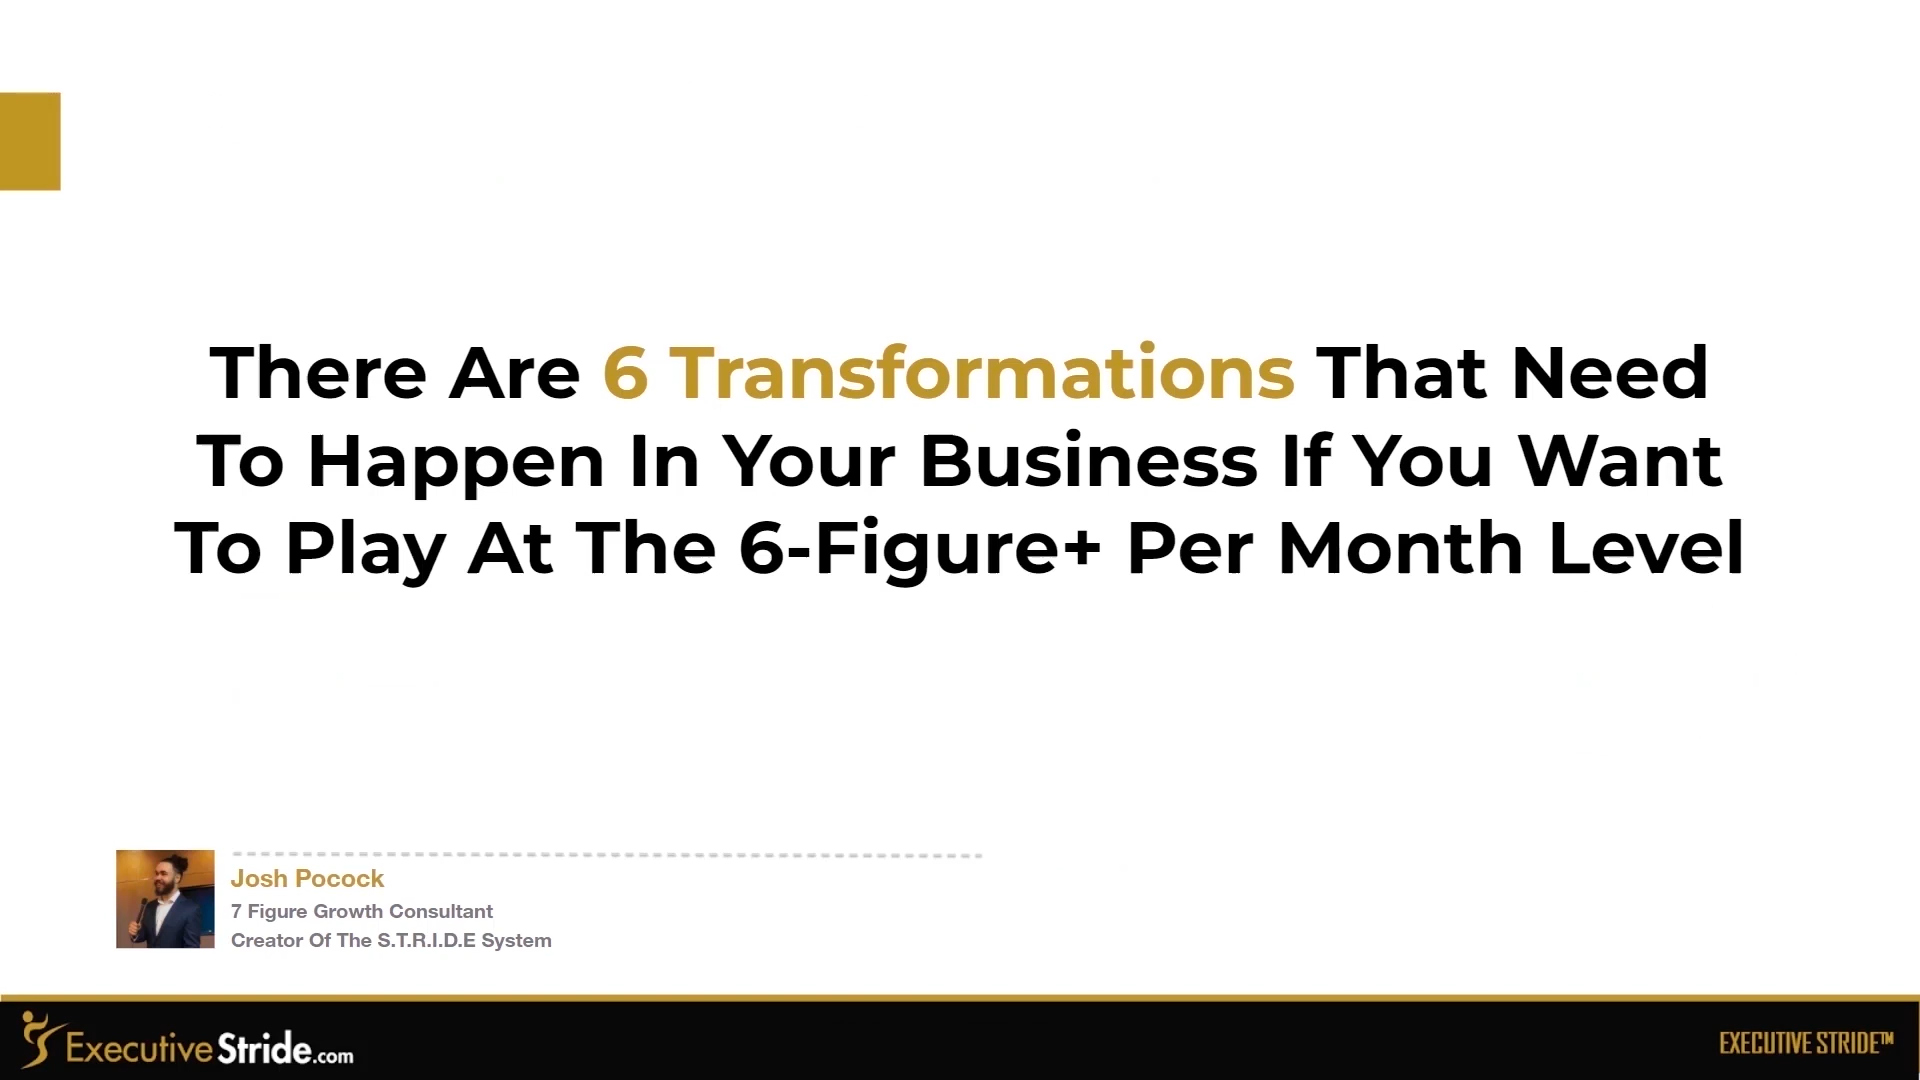 There Are 6 Transformations That Need
To Happen In Your Business If You Want
To Play At The 6-Figure+ Per Month Level
Josh Pocock
7 Figure Growth Consultant
Creator Of The S.T.R.I.D.E System
ExecutiveStride.com
EXECUTIVE STRIDE™